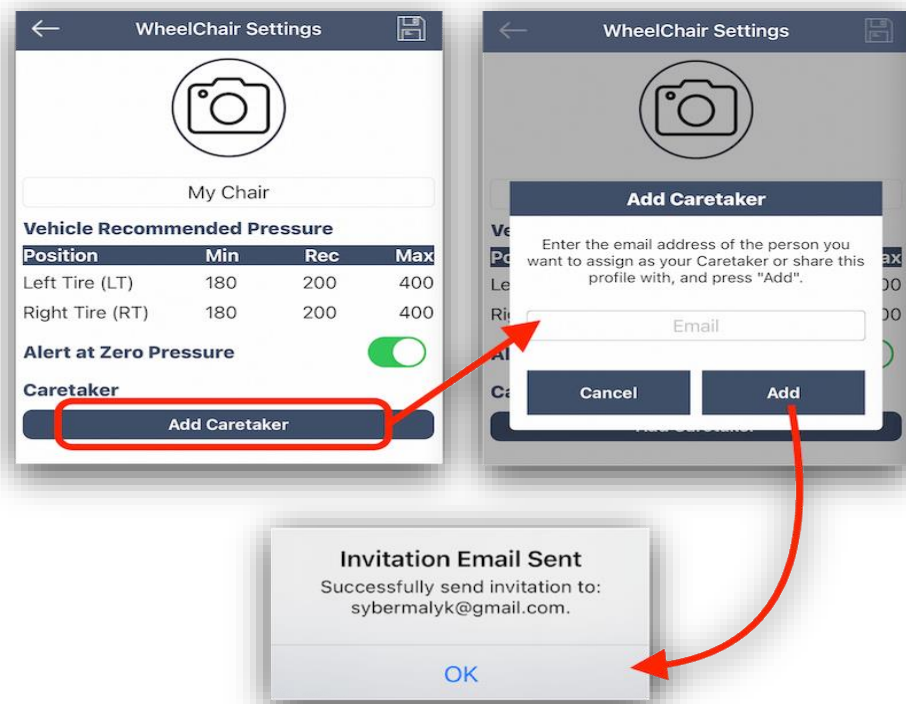 WheelChair Settings
My Chair
Vehicle Recommended Pressure
Position Min Rec Max
Left Tire (LT) 180 200 400
Right Tire (RT) 180 200 400
Alert at Zero Pressure
Caretaker
Add Caretaker
WheelChair Settings
Add Caretaker
Enter the email address of the person you
want to assign as your Caretaker or share this
profile with, and press "Add".
Email
Cancel Add
Invitation Email Sent
Successfully send invitation to:
sybermalyk@gmail.com.
OK